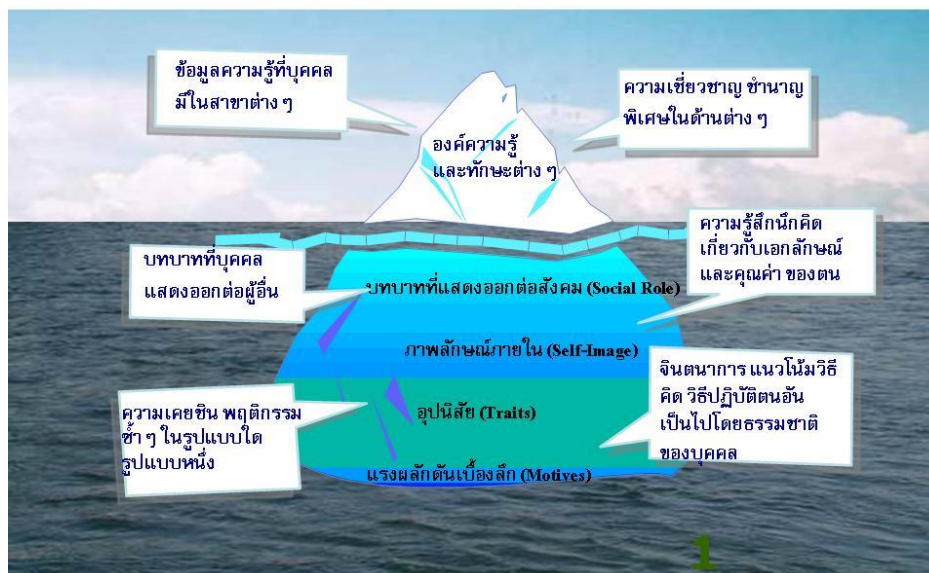 ข้อมูลความรู้ที่บุคคล
มีในสาขาต่าง ๆ
ความเชี่ยวชาญ ชำนาญ
พิเศษในด้านต่าง ๆ
องค์ความรู้
และทักษะต่าง ๆ
บทบาทที่บุคคล
แสดงออกต่อผู้อื่น
ความรู้สึกนึกคิด
เกี่ยวกับเอกลักษณ์
และคุณค่า ของตน
บทบาทที่แสดงออกต่อสังคม (Social Role)
ภาพลักษณ์ภายใน (Self-Image)
ความเคยชิน พฤติกรรม
ซ้ำ ๆ ในรูปแบบใด
รูปแบบหนึ่ง
อุปนิสัย (Traits)
จินตนาการ แนวโน้มวิธี
คิด วิธีปฏิบัติตนอัน
เป็นไปโดยธรรมชาติ
ของบุคคล
แรงผลักดันเบื้องลึก (Motives)
1